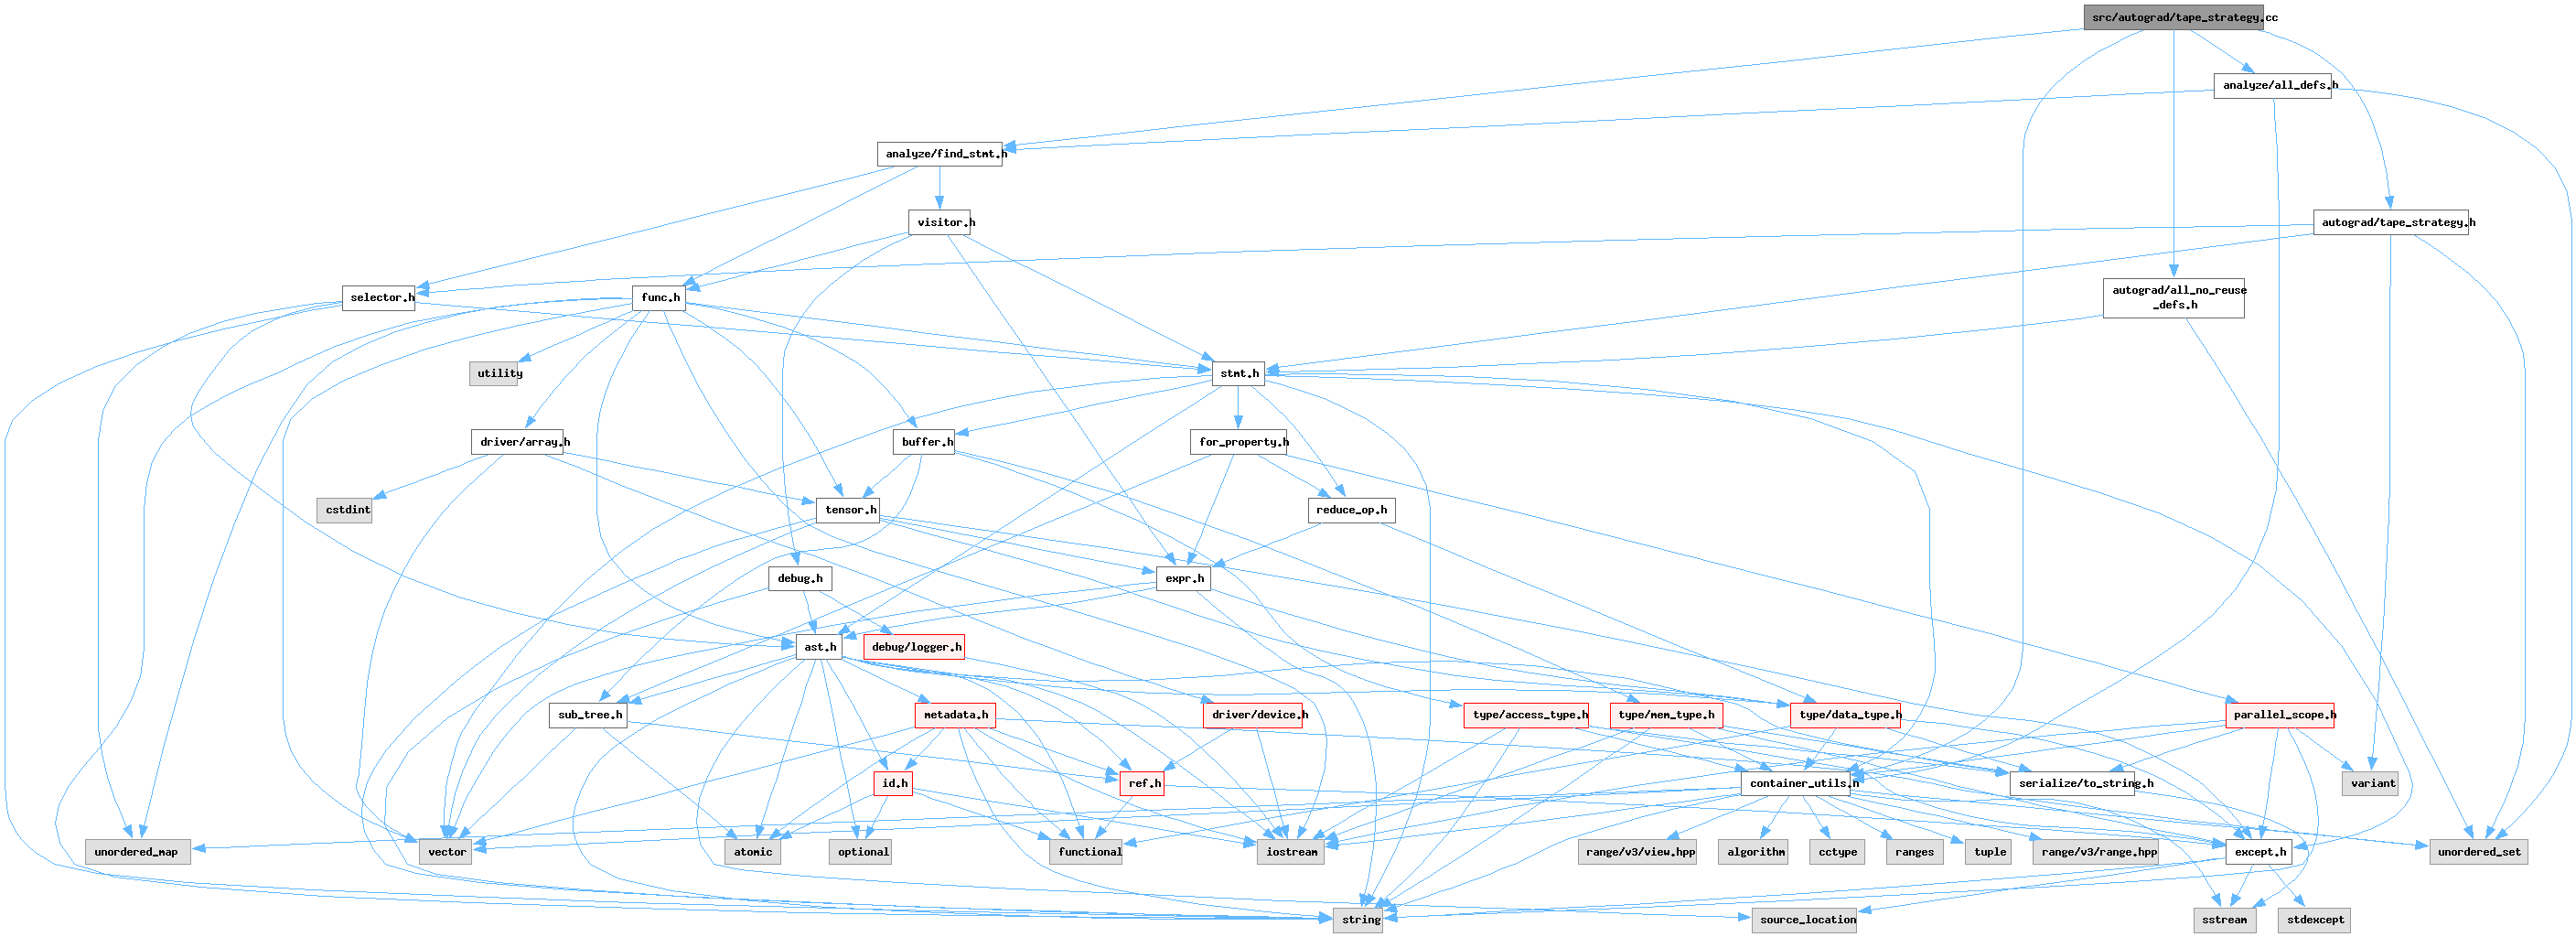 src/autograd/tape_strategy.cc
analyze/all_defs.h
analyze/find_stmt.h
visitor.h
autograd/tape_strategy.h
selector.h
func.h
autograd/all_no_reuse
_defs.h
utility
stmt.h
driver/array.h
buffer.h
for_property.h
cstdint
tensor.h
reduce_op.h
debug.h
expr.h
ast.h
debug/logger.h
sub_tree.h
metadata.h
driver/device.h
type/access_type.h
type/mem_type.h
type/data_type.h
parallel_scope.h
id.h
ref.h
container_utils.h
serialize/to_string.h
variant
unordered_map
vector
atomic
optional
functional
iostream
range/v3/view.hpp
algorithm
cctype
ranges
tuple
range/v3/range.hpp
except.h
unordered_set
string
source_location
sstream
stdexcept